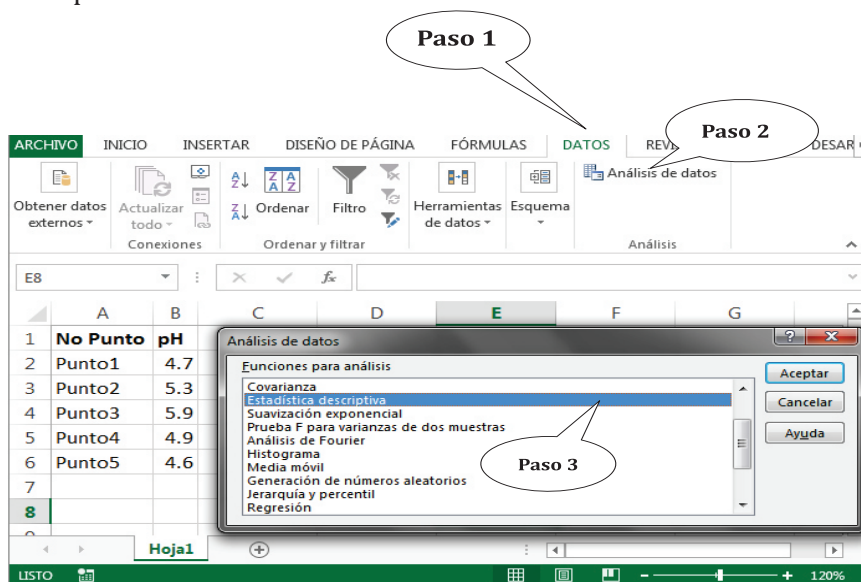 Paso 1
Paso 2
ARCHIVO INICIO INSERTAR DISEÑO DE PÁGINA FÓRMULAS DATOS DESAR
Obtener datos externos
Actualizar todo
Conexiones
Ordenar
Filtro
Ordenar y filtrar
Herramientas de datos
Esquema
Análisis de datos
Análisis
E8
fx
A B C D E F G
1 No Punto pH
2 Punto1 4.7
3 Punto2 5.3
4 Punto3 5.9
5 Punto4 4.9
6 Punto5 4.6
7
8
Análisis de datos
Funciones para análisis
Covarianza
Estadística descriptiva
Suavización exponencial
Prueba F para varianzas de dos muestras
Análisis de Fourier
Histograma
Media móvil
Generación de números aleatorios
Jerarquía y percentil
Regresión
Aceptar
Cancelar
Ayuda
Paso 3
Hoja1
LISTO 120%